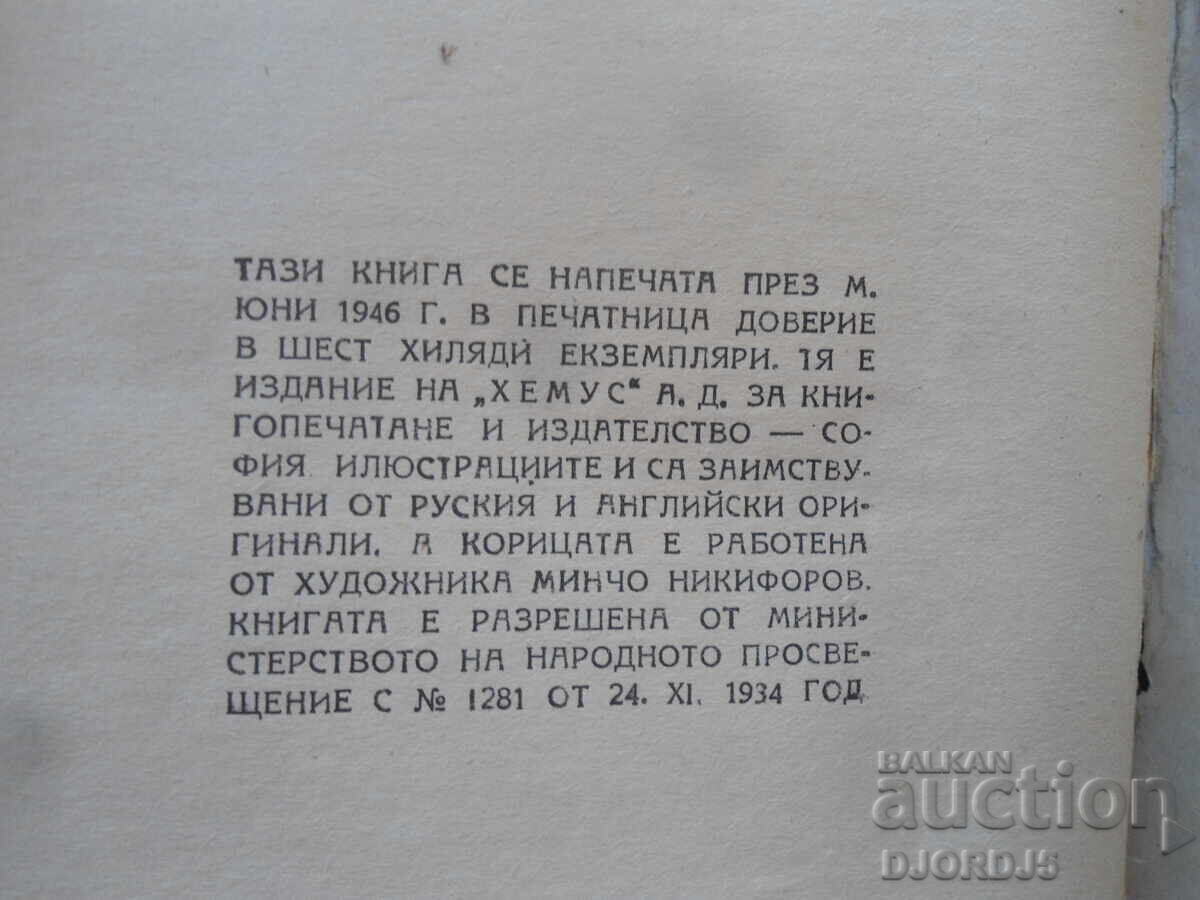 ТАЗИ КНИГА СЕ НАПЕЧАТА ПРЕЗ М.
ЮНИ 1946 Г. В ПЕЧАТНИЦА ДОВЕРИЕ
В ШЕСТ ХИЛЯДИ ЕКЗЕМПЛЯРИ. ТЯ Е
ИЗДАНИЕ НА „ХЕМУС“ А. Д. ЗА КНИ-
ГОПЕЧАТАНЕ И ИЗДАТЕЛСТВО — СО-
ФИЯ. ИЛЮСТРАЦИИТЕ И СА ЗАИМСТВУ-
ВАНИ ОТ РУСКИЯ И АНГЛИЙСКИ ОРИ-
ГИНАЛИ, А КОРИЦАТА Е РАБОТЕНА
ОТ ХУДОЖНИКА МИНЧО НИКИФОРОВ.
КНИГАТА Е РАЗРЕШЕНА ОТ МИНИ-
СТЕРСТВОТО НА НАРОДНОТО ПРОСВЕ-
ЩЕНИЕ С № 1281 ОТ 24. XI. 1934 ГОД
BALKAN
auction
DJORDJ5